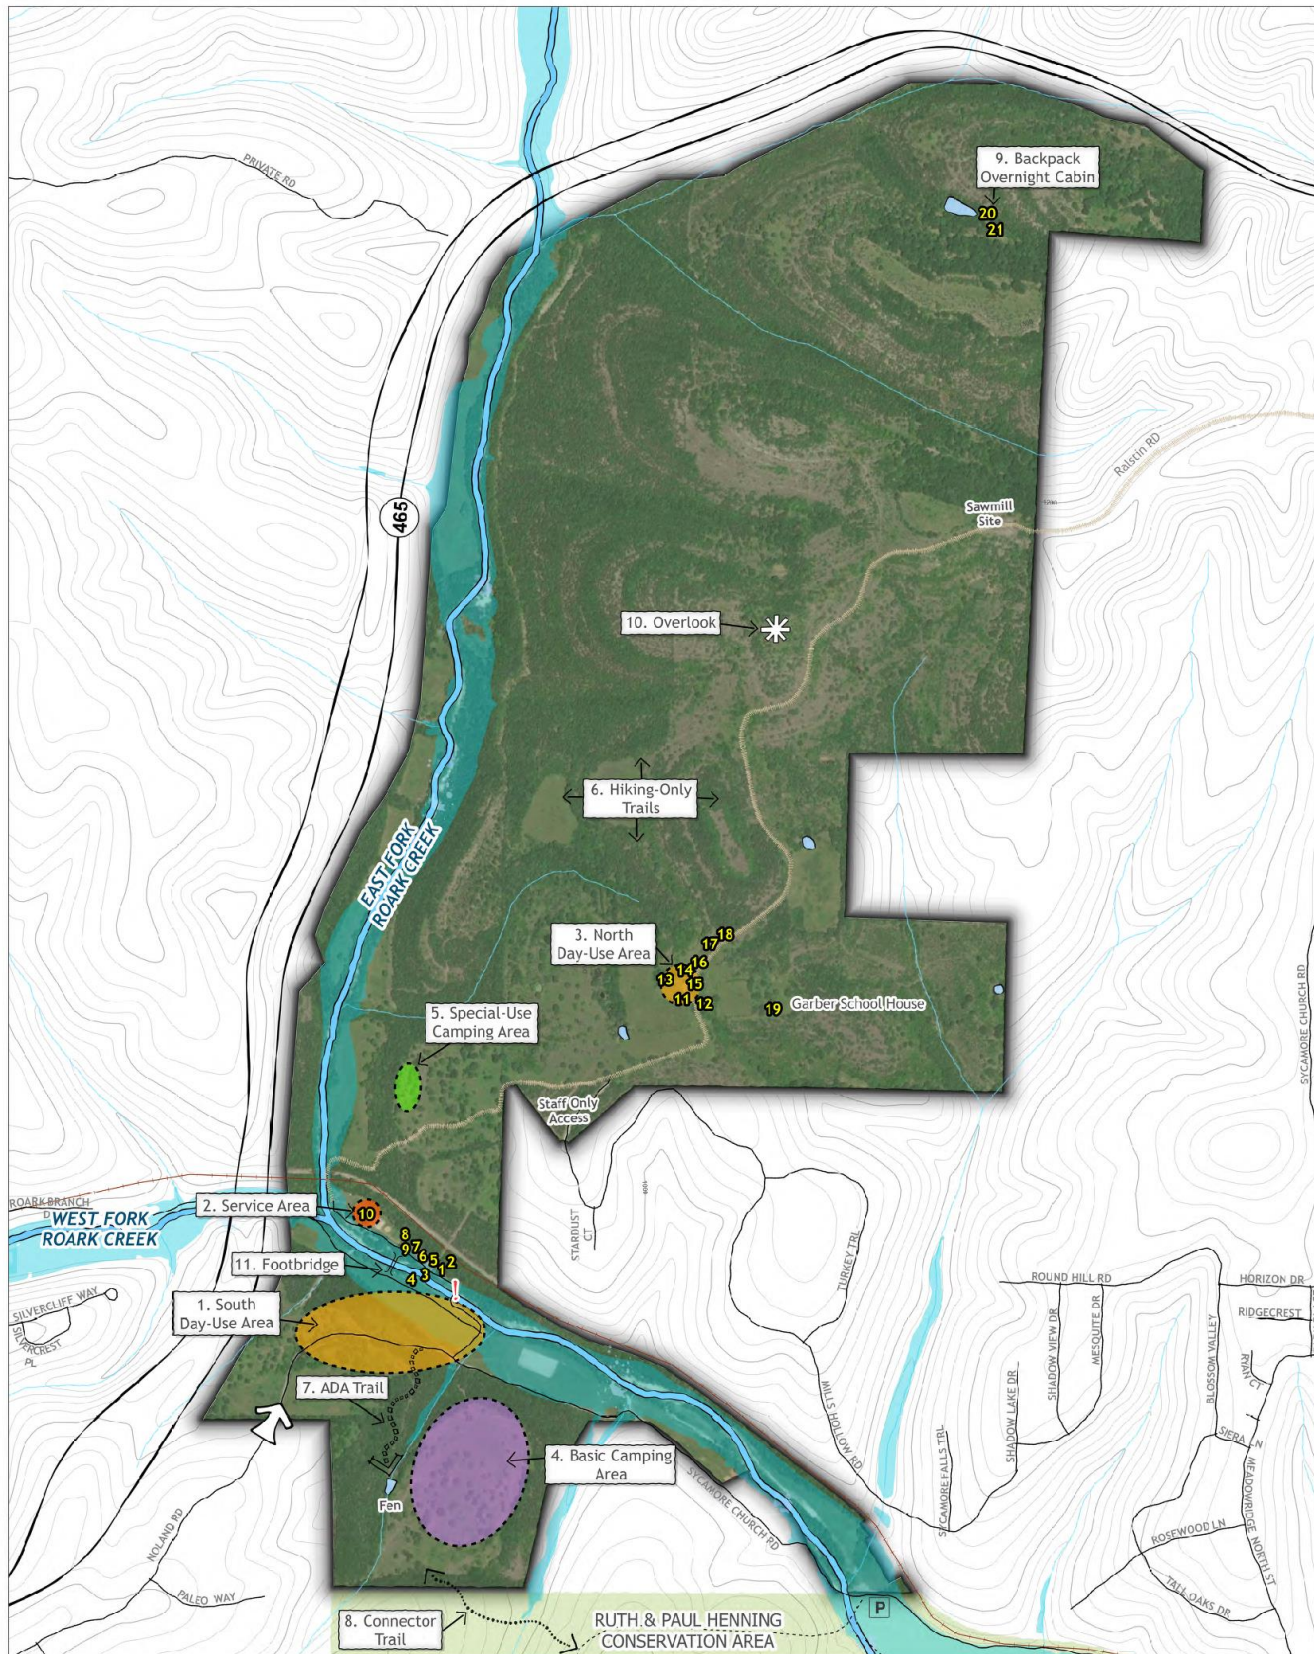 PRIVATE RD
9. Backpack
Overnight Cabin
20
21
Ralstin RD
465
Sawmill
Site
10. Overlook
6. Hiking-Only
Trails
EAST FORK
ROARK CREEK
3. North
Day-Use Area
18
17
16
14
13
15
11
12
19
Garber School House
SYCAMORE CHURCH RD
5. Special-Use
Camping Area
Staff Only
Access
STARDUST
CT
TURKEY TRL
ROARK BRANCH
D
WEST FORK
ROARK CREEK
2. Service Area
10
8
9
7
6
5
2
1
3
4
!
11. Footbridge
1. South
Day-Use Area
SILVERCLIFF WAY
SILVERCREST
PL
ROUND HILL RD
HORIZON DR
RIDGECREST
SHADOW VIEW DR
MESQUITE DR
BLOSSOM VALLEY
RYAN CT
7. ADA Trail
SHADOW LAKE DR
MILLS HOLLOW RD
SYCAMORE FALLS TRL
SIERA LN
MEADOWRIDGE NORTH ST
4. Basic Camping
Area
Fen
NOLAND RD
SYCAMORE CHURCH RD
ROSEWOOD LN
TALL OAKS DR
PALEO WAY
8. Connector
Trail
RUTH & PAUL HENNING
CONSERVATION AREA
P